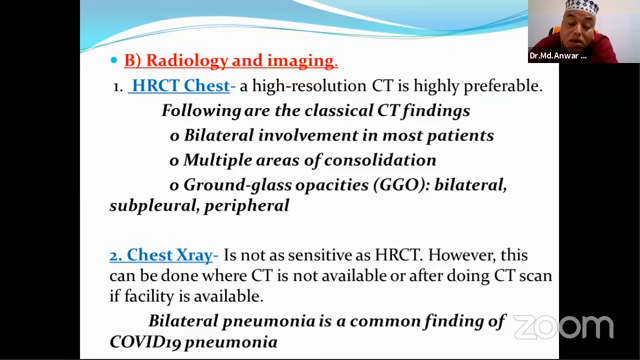 B) Radiology and imaging.
1. HRCT Chest- a high-resolution CT is highly preferable.
Following are the classical CT findings
o Bilateral involvement in most patients
o Multiple areas of consolidation
o Ground-glass opacities (GGO): bilateral,
subpleural, peripheral
2. Chest Xray- Is not as sensitive as HRCT. However, this
can be done where CT is not available or after doing CT scan
if facility is available.
Bilateral pneumonia is a common finding of
COVID19 pneumonia
Dr.Md.Anwar ...
zoom